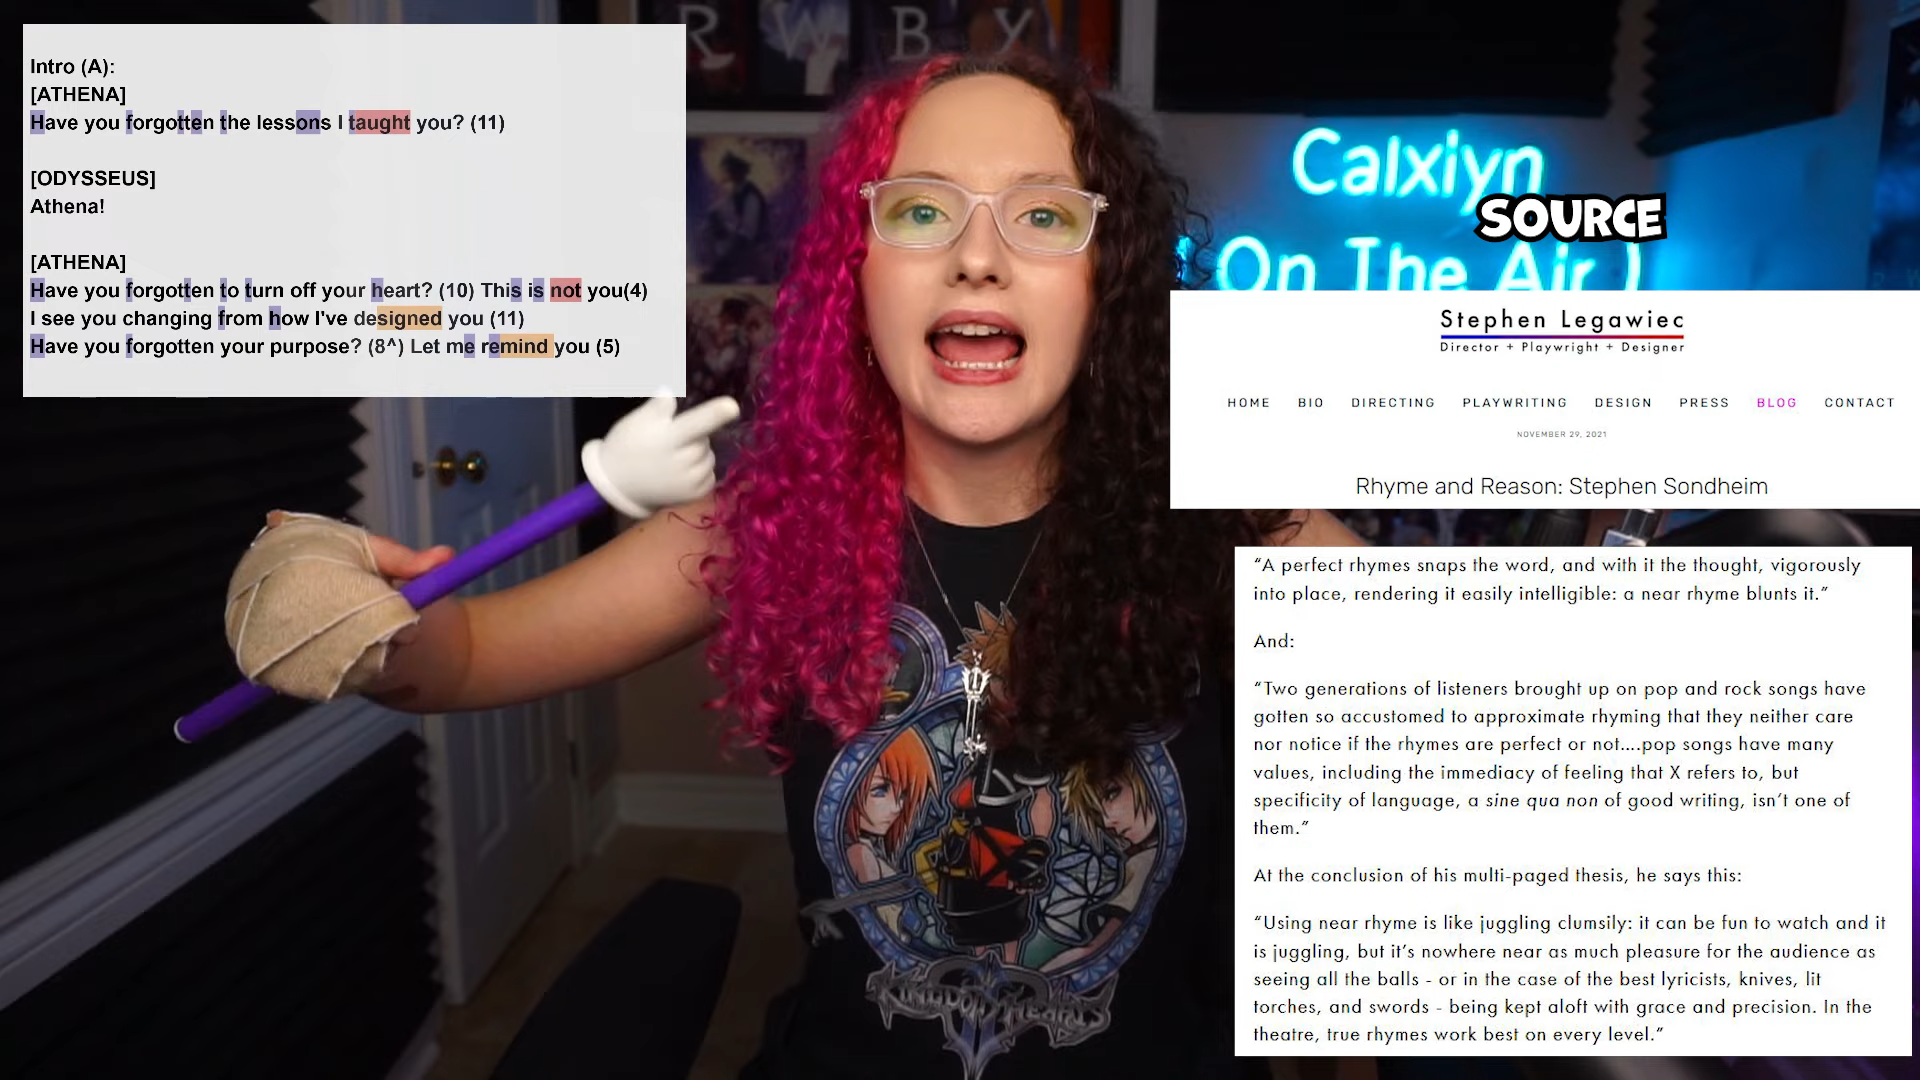 Intro (A):
[ATHENA]
Have you forgotten the lessons I taught you? (11)
[ODYSSEUS]
Athena!
[ATHENA]
Have you forgotten to turn off your heart? (10) This is not you(4)
I see you changing from how I've designed you (11)
Have you forgotten your purpose? (8^) Let me remind you (5)
R W B Y
Calxiyn
On The Air )
SOURCE
Stephen Legawiec
Director + Playwright + Designer
HOME BIO DIRECTING PLAYWRITING DESIGN PRESS BLOG CONTACT
NOVEMBER 29, 2021
Rhyme and Reason: Stephen Sondheim
“A perfect rhymes snaps the word, and with it the thought, vigorously
into place, rendering it easily intelligible: a near rhyme blunts it.”
And:
“Two generations of listeners brought up on pop and rock songs have
gotten so accustomed to approximate rhyming that they neither care
nor notice if the rhymes are perfect or not....pop songs have many
values, including the immediacy of feeling that X refers to, but
specificity of language, a sine qua non of good writing, isn’t one of
them.”
At the conclusion of his multi-paged thesis, he says this:
“Using near rhyme is like juggling clumsily: it can be fun to watch and it
is juggling, but it’s nowhere near as much pleasure for the audience as
seeing all the balls - or in the case of the best lyricists, knives, lit
torches, and swords - being kept aloft with grace and precision. In the
theatre, true rhymes work best on every level.”
KINGDOM HEARTS